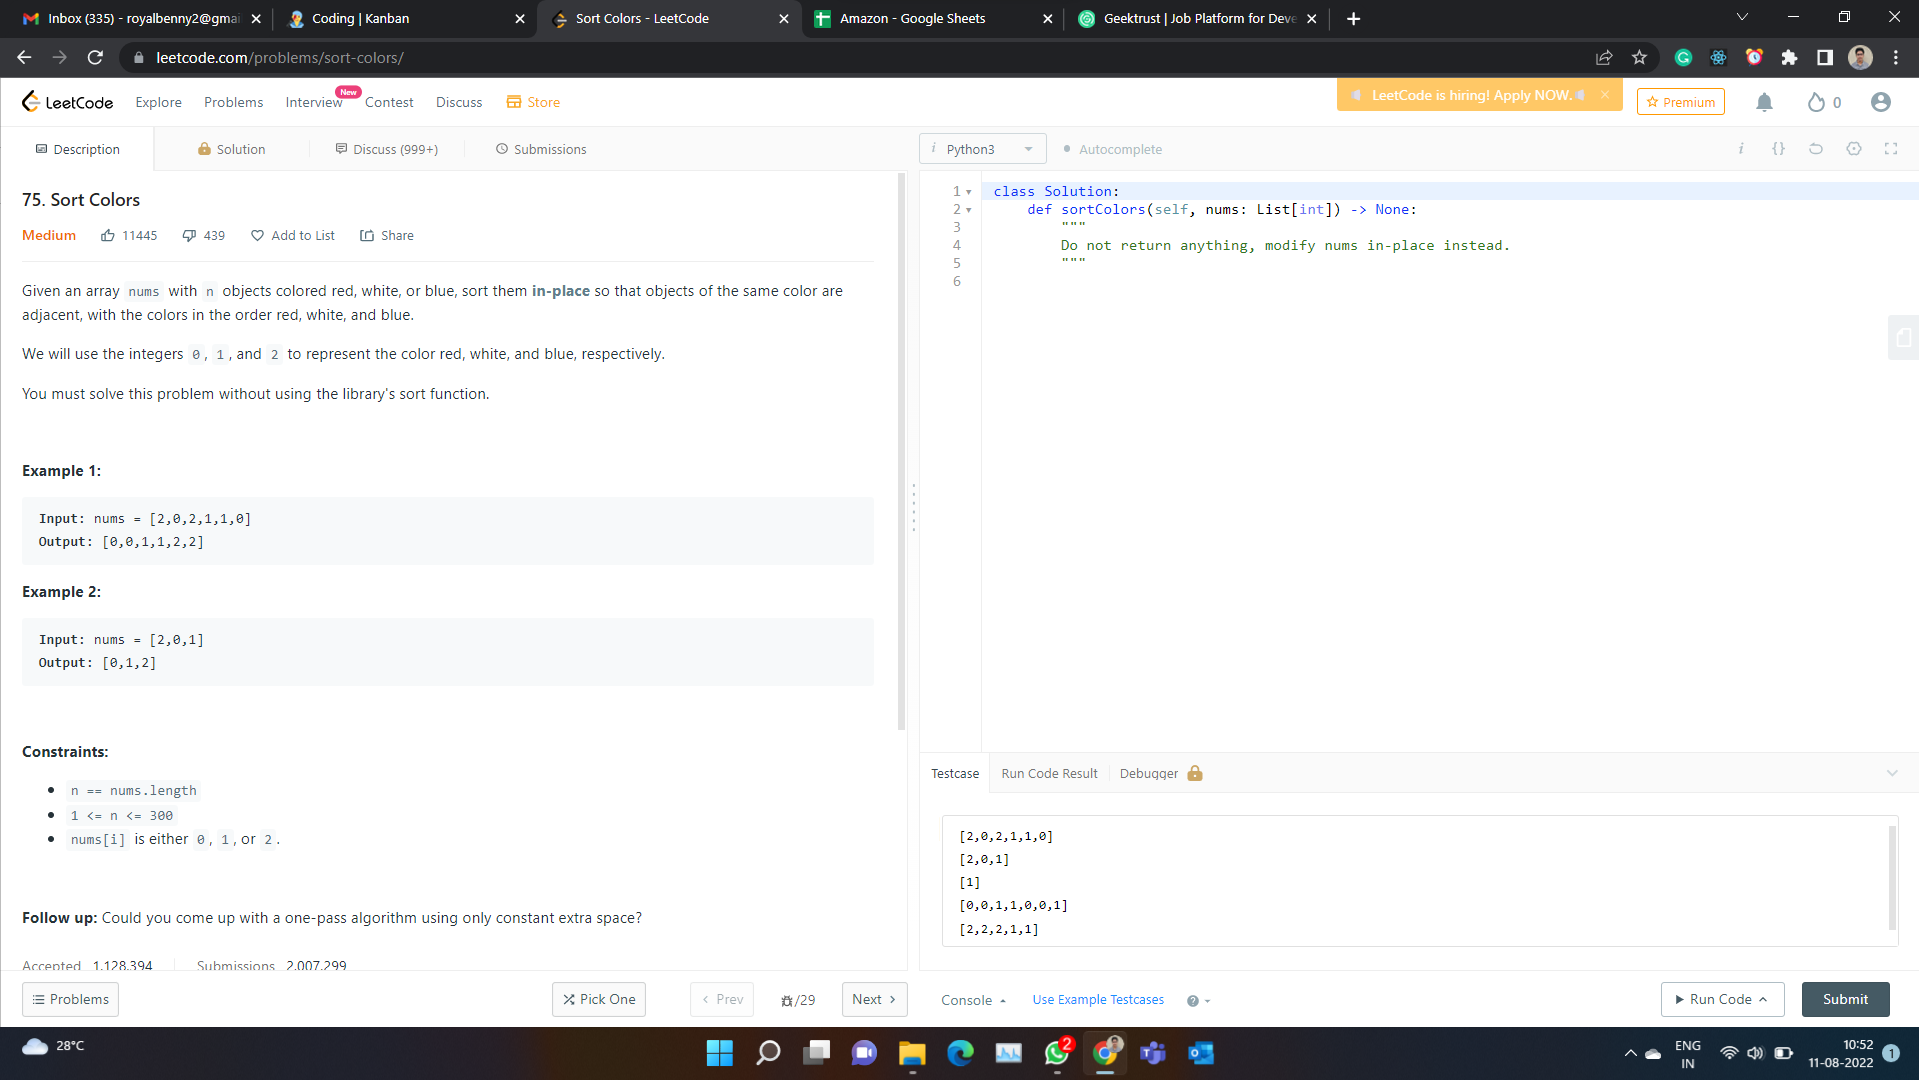 Inbox (335) - royalbenny2@gmai
Coding | Kanban
Sort Colors - LeetCode
Amazon - Google Sheets
Geektrust | Job Platform for Deve
leetcode.com/problems/sort-colors/
LeetCode
Explore
Problems
Interview
New
Contest
Discuss
Store
LeetCode is hiring! Apply NOW.
Premium
0
Description
Solution
Discuss (999+)
Submissions
i Python3
Autocomplete
75. Sort Colors
Medium
11445
439
Add to List
Share
Given an array nums with n objects colored red, white, or blue, sort them in-place so that objects of the same color are
adjacent, with the colors in the order red, white, and blue.
We will use the integers 0, 1, and 2 to represent the color red, white, and blue, respectively.
You must solve this problem without using the library's sort function.
Example 1:
Input: nums = [2,0,2,1,1,0]
Output: [0,0,1,1,2,2]
Example 2:
Input: nums = [2,0,1]
Output: [0,1,2]
Constraints:
n == nums.length
1 <= n <= 300
nums[i] is either 0, 1, or 2.
Follow up: Could you come up with a one-pass algorithm using only constant extra space?
Accepted 1,128,394
Submissions 2,007,299
Problems
Pick One
< Prev
/29
Next >
1 class Solution:
2 def sortColors(self, nums: List[int]) -> None:
3 """
4 Do not return anything, modify nums in-place instead.
5 """
6
Testcase
Run Code Result
Debugger
[2,0,2,1,1,0]
[2,0,1]
[1]
[0,0,1,1,0,0,1]
[2,2,2,1,1]
Console
Use Example Testcases
Run Code
Submit
28°C
2
ENG
IN
10:52
11-08-2022
1